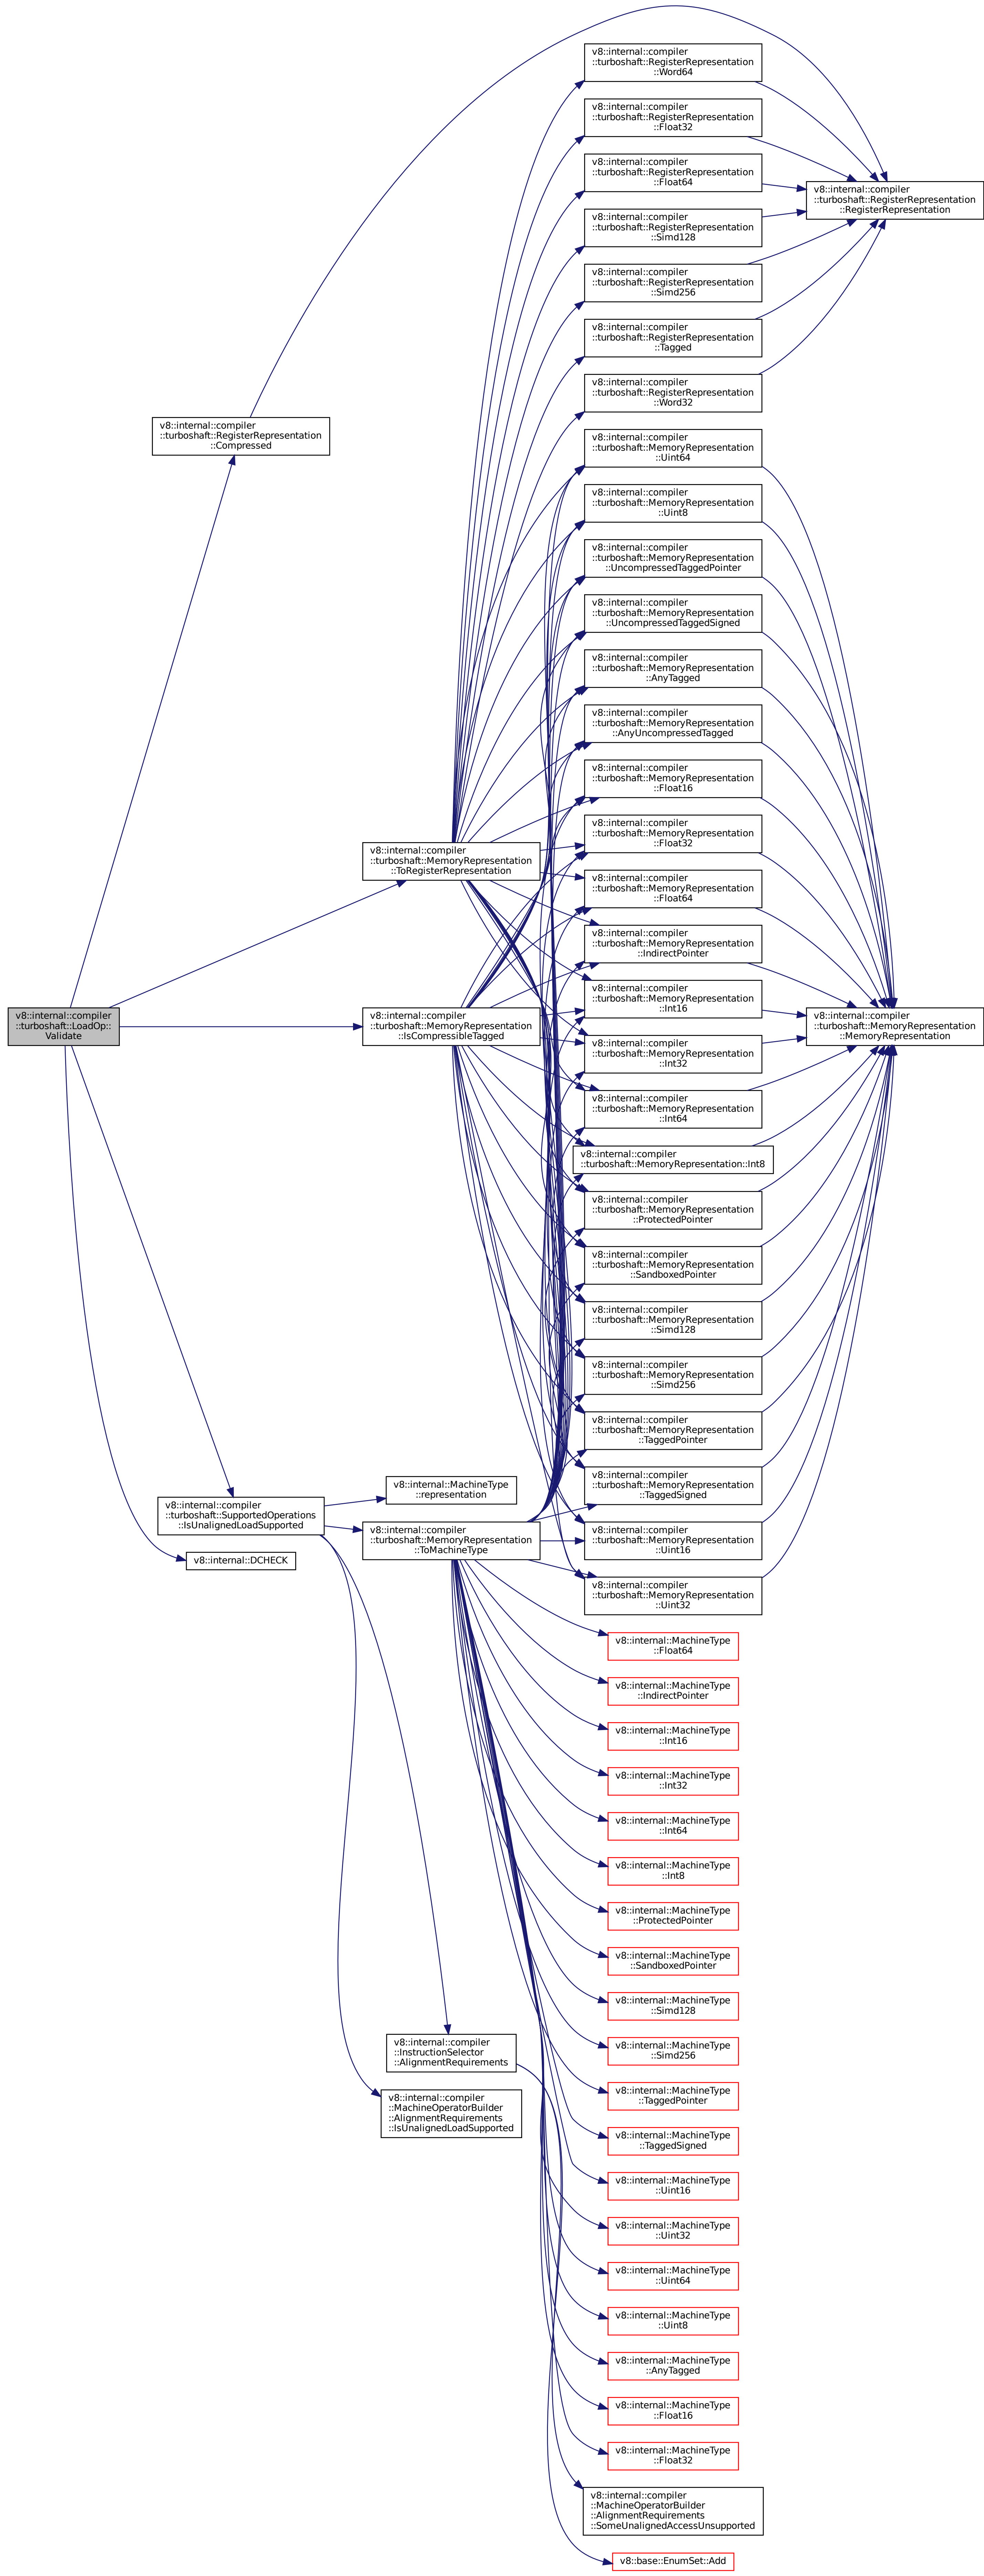 v8::internal::compiler
::turboshaft::LoadOp::
Validate
v8::internal::compiler
::turboshaft::RegisterRepresentation
::Compressed
v8::internal::compiler
::turboshaft::RegisterRepresentation
::RegisterRepresentation
v8::internal::compiler
::turboshaft::MemoryRepresentation
::ToRegisterRepresentation
v8::internal::compiler
::turboshaft::MemoryRepresentation
::IsCompressibleTagged
v8::internal::compiler
::turboshaft::SupportedOperations
::IsUnalignedLoadSupported
v8::internal::DCHECK
v8::internal::MachineType
::representation
v8::internal::compiler
::turboshaft::MemoryRepresentation
::ToMachineType
v8::internal::compiler
::InstructionSelector
::AlignmentRequirements
v8::internal::compiler
::MachineOperatorBuilder
::AlignmentRequirements
::IsUnalignedLoadSupported
v8::internal::compiler
::turboshaft::RegisterRepresentation
::Word64
v8::internal::compiler
::turboshaft::RegisterRepresentation
::Float32
v8::internal::compiler
::turboshaft::RegisterRepresentation
::Float64
v8::internal::compiler
::turboshaft::RegisterRepresentation
::Simd128
v8::internal::compiler
::turboshaft::RegisterRepresentation
::Simd256
v8::internal::compiler
::turboshaft::RegisterRepresentation
::Tagged
v8::internal::compiler
::turboshaft::RegisterRepresentation
::Word32
v8::internal::compiler
::turboshaft::MemoryRepresentation
::Uint64
v8::internal::compiler
::turboshaft::MemoryRepresentation
::Uint8
v8::internal::compiler
::turboshaft::MemoryRepresentation
::UncompressedTaggedPointer
v8::internal::compiler
::turboshaft::MemoryRepresentation
::UncompressedTaggedSigned
v8::internal::compiler
::turboshaft::MemoryRepresentation
::AnyTagged
v8::internal::compiler
::turboshaft::MemoryRepresentation
::AnyUncompressedTagged
v8::internal::compiler
::turboshaft::MemoryRepresentation
::Float16
v8::internal::compiler
::turboshaft::MemoryRepresentation
::Float32
v8::internal::compiler
::turboshaft::MemoryRepresentation
::Float64
v8::internal::compiler
::turboshaft::MemoryRepresentation
::IndirectPointer
v8::internal::compiler
::turboshaft::MemoryRepresentation
::Int16
v8::internal::compiler
::turboshaft::MemoryRepresentation
::Int32
v8::internal::compiler
::turboshaft::MemoryRepresentation
::Int64
v8::internal::compiler
::turboshaft::MemoryRepresentation::Int8
v8::internal::compiler
::turboshaft::MemoryRepresentation
::ProtectedPointer
v8::internal::compiler
::turboshaft::MemoryRepresentation
::SandboxedPointer
v8::internal::compiler
::turboshaft::MemoryRepresentation
::Simd128
v8::internal::compiler
::turboshaft::MemoryRepresentation
::Simd256
v8::internal::compiler
::turboshaft::MemoryRepresentation
::TaggedPointer
v8::internal::compiler
::turboshaft::MemoryRepresentation
::TaggedSigned
v8::internal::compiler
::turboshaft::MemoryRepresentation
::Uint16
v8::internal::compiler
::turboshaft::MemoryRepresentation
::Uint32
v8::internal::compiler
::turboshaft::MemoryRepresentation
::MemoryRepresentation
v8::internal::MachineType
::Float64
v8::internal::MachineType
::IndirectPointer
v8::internal::MachineType
::Int16
v8::internal::MachineType
::Int32
v8::internal::MachineType
::Int64
v8::internal::MachineType
::Int8
v8::internal::MachineType
::ProtectedPointer
v8::internal::MachineType
::SandboxedPointer
v8::internal::MachineType
::Simd128
v8::internal::MachineType
::Simd256
v8::internal::MachineType
::TaggedPointer
v8::internal::MachineType
::TaggedSigned
v8::internal::MachineType
::Uint16
v8::internal::MachineType
::Uint32
v8::internal::MachineType
::Uint64
v8::internal::MachineType
::Uint8
v8::internal::MachineType
::AnyTagged
v8::internal::MachineType
::Float16
v8::internal::MachineType
::Float32
v8::internal::compiler
::MachineOperatorBuilder
::AlignmentRequirements
::SomeUnalignedAccessUnsupported
v8::base::EnumSet::Add